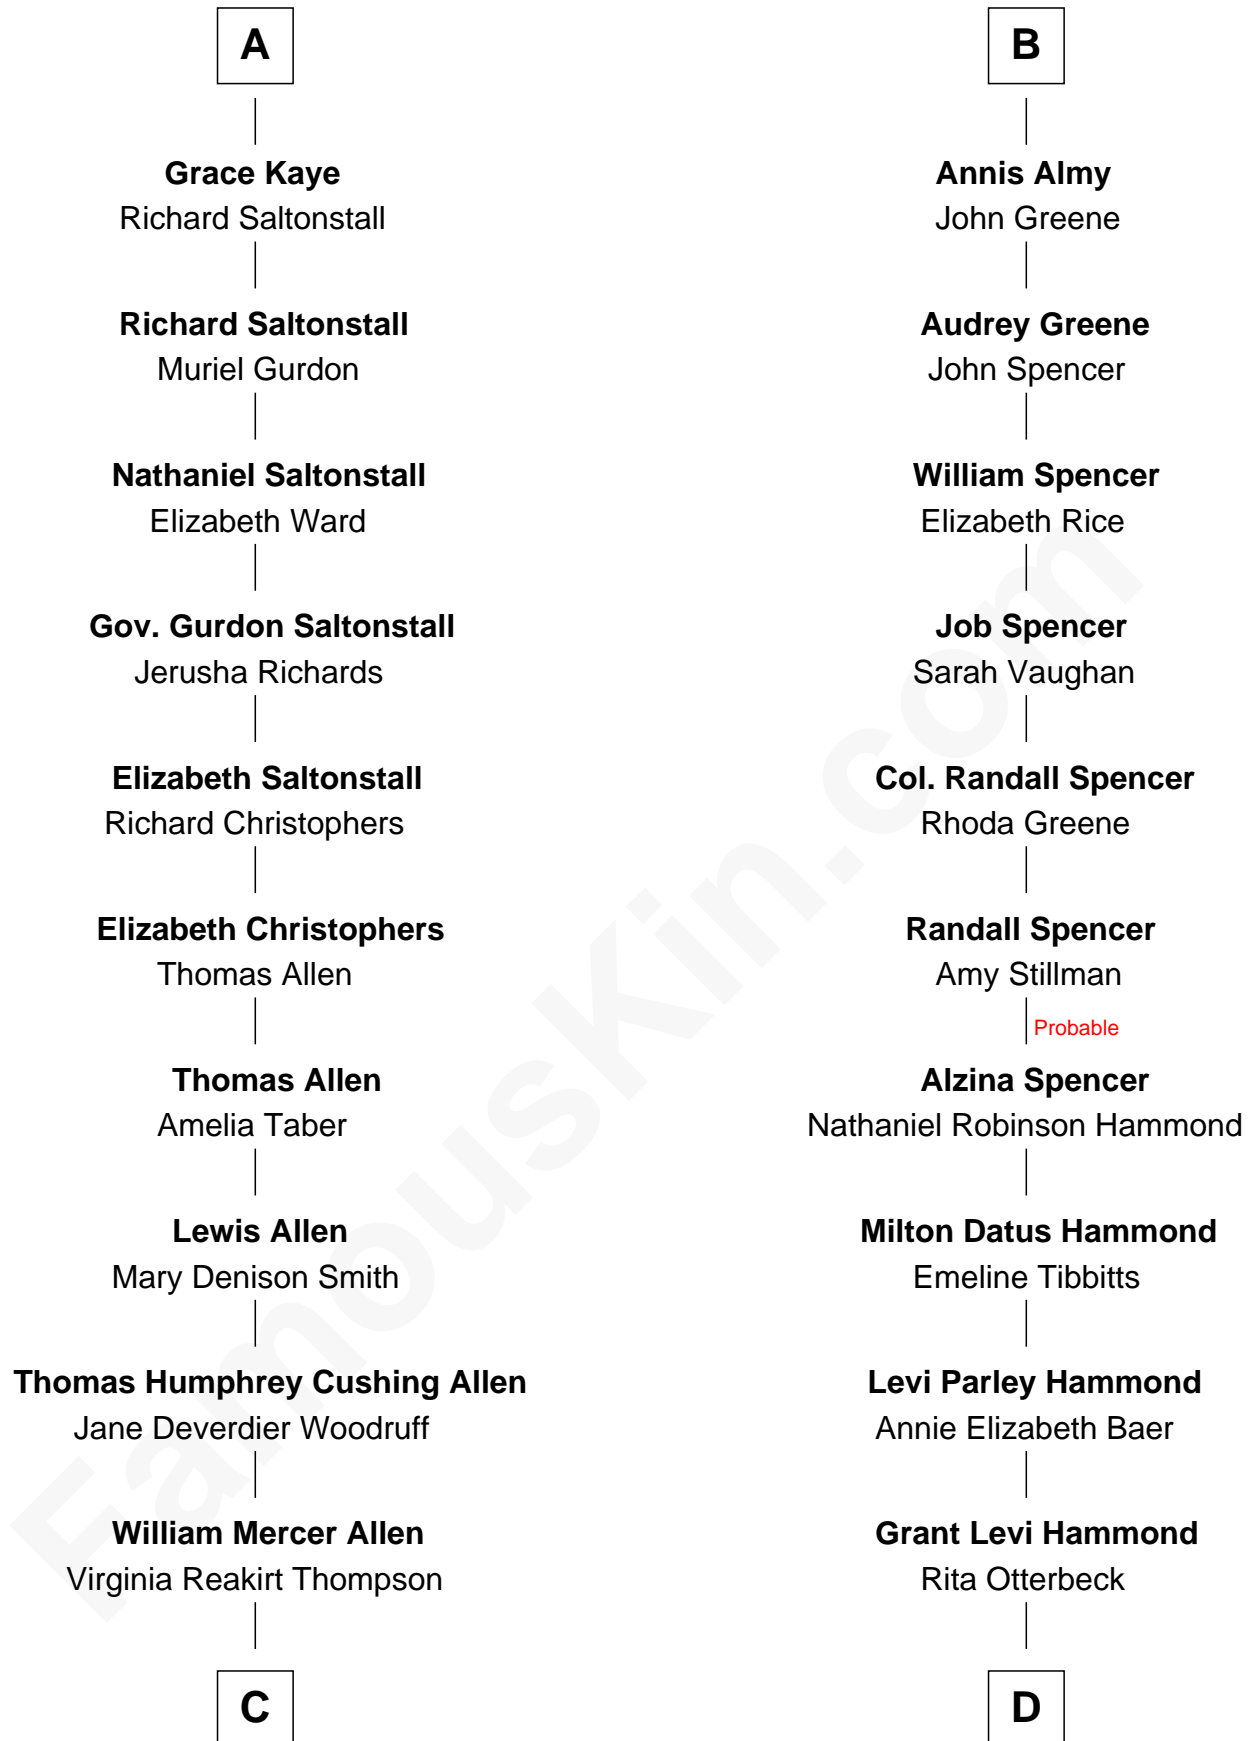 A
Grace Kaye
Richard Saltonstall
Richard Saltonstall
Muriel Gurdon
Nathaniel Saltonstall
Elizabeth Ward
Gov. Gurdon Saltonstall
Jerusha Richards
Elizabeth Saltonstall
Richard Christophers
Elizabeth Christophers
Thomas Allen
Thomas Allen
Amelia Taber
Lewis Allen
Mary Denison Smith
Thomas Humphrey Cushing Allen
Jane Deverdier Woodruff
William Mercer Allen
Virginia Reakirt Thompson
C
B
Annis Almy
John Greene
Audrey Greene
John Spencer
William Spencer
Elizabeth Rice
Job Spencer
Sarah Vaughan
Col. Randall Spencer
Rhoda Greene
Randall Spencer
Amy Stillman
Probable
Alzina Spencer
Nathaniel Robinson Hammond
Milton Datus Hammond
Emeline Tibbitts
Levi Parley Hammond
Annie Elizabeth Baer
Grant Levi Hammond
Rita Otterbeck
D
FamousKin.com